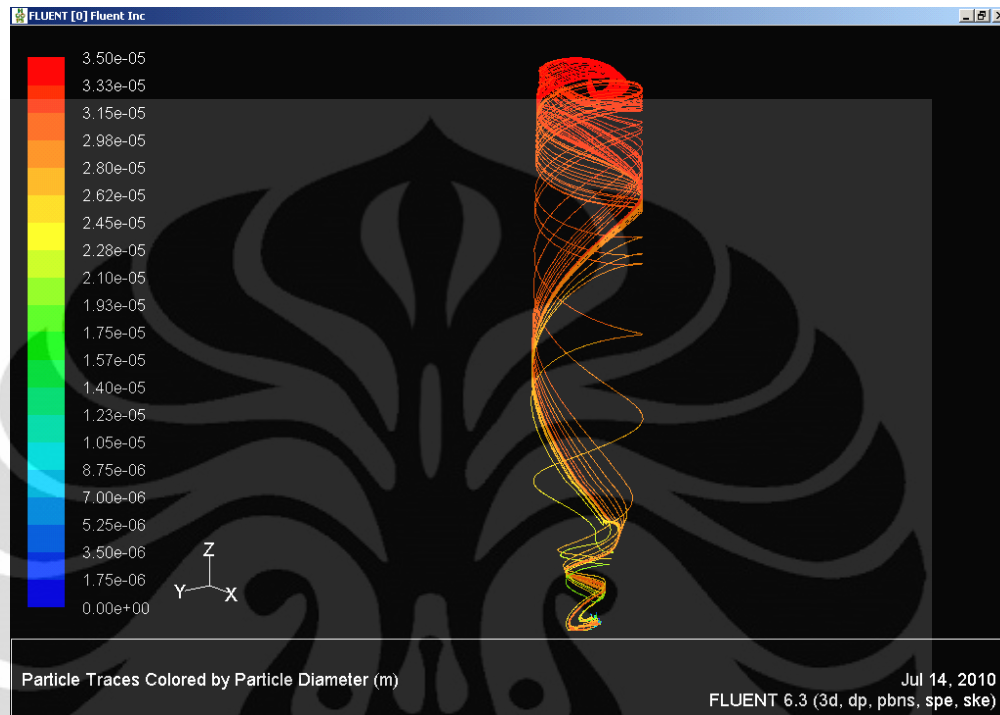 FLUENT [0] Fluent Inc
3.50e-05
3.33e-05
3.15e-05
2.98e-05
2.80e-05
2.62e-05
2.45e-05
2.28e-05
2.10e-05
1.93e-05
1.75e-05
1.57e-05
1.40e-05
1.23e-05
1.05e-05
8.75e-06
7.00e-06
5.25e-06
3.50e-06
1.75e-06
0.00e+00
Z
Y X
Particle Traces Colored by Particle Diameter (m)
Jul 14, 2010
FLUENT 6.3 (3d, dp, pbns, spe, ske)